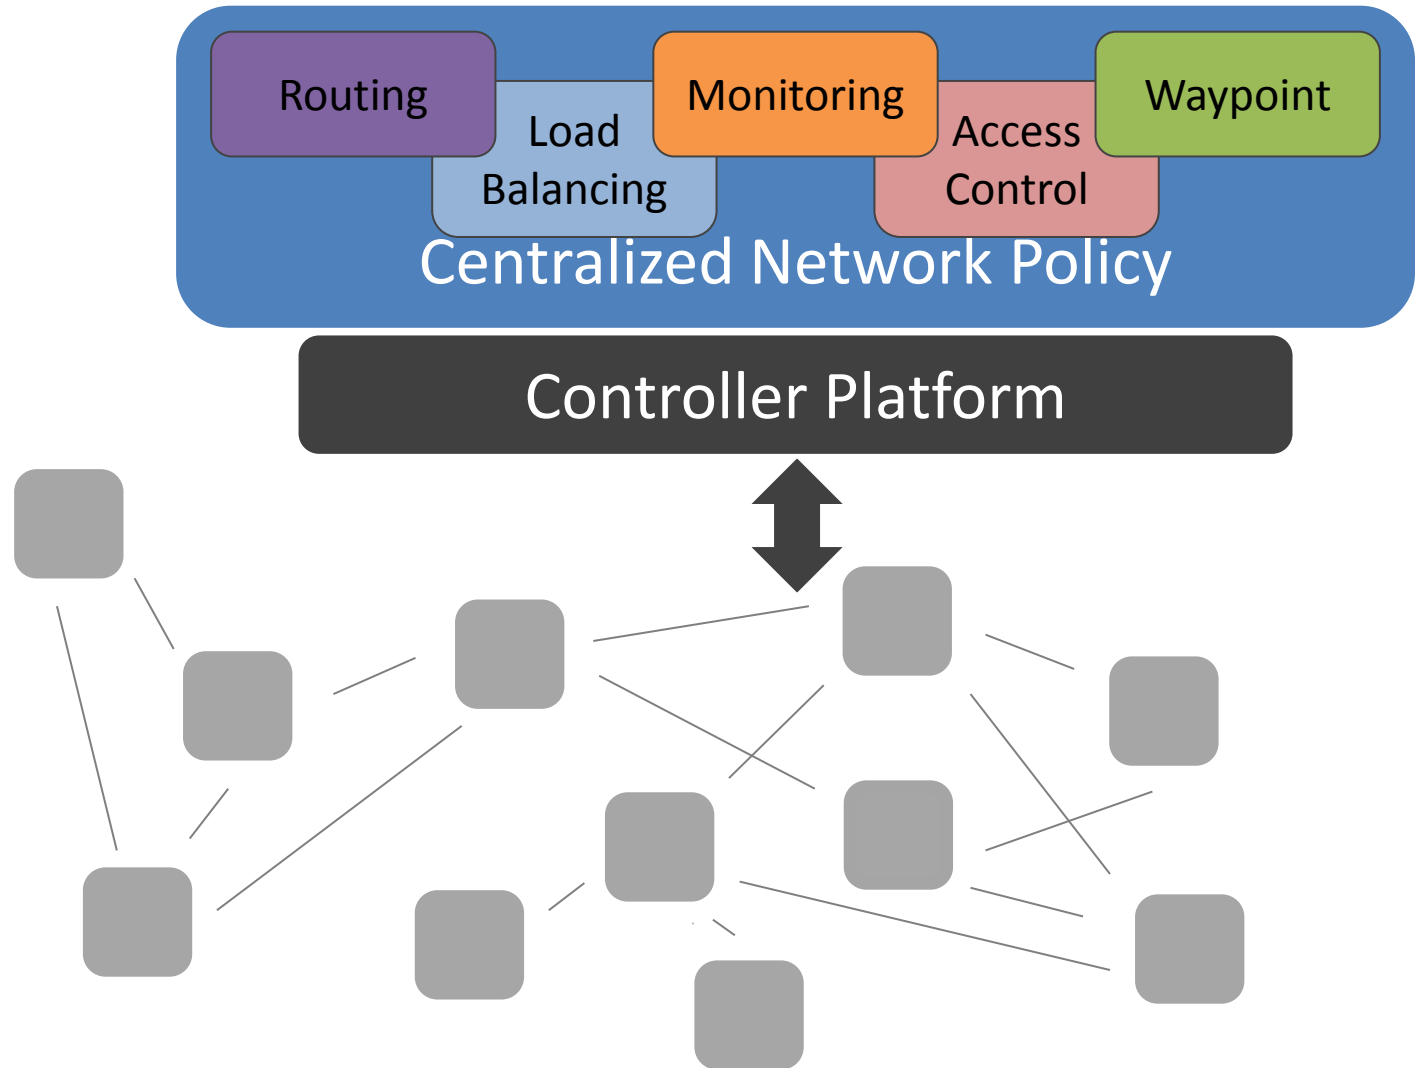 Routing
Load
Balancing
Monitoring
Access
Control
Waypoint
Centralized Network Policy
Controller Platform